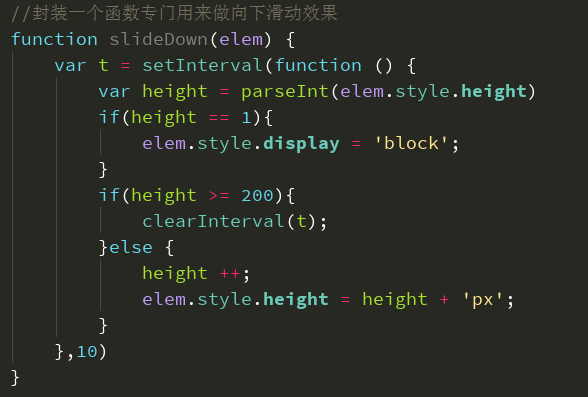 //封装一个函数专门用来做向下滑动效果
function slideDown(elem) {
    var t = setInterval(function () {
        var height = parseInt(elem.style.height)
        if(height == 1){
            elem.style.display = 'block';
        }
        if(height >= 200){
            clearInterval(t);
        }else {
            height ++;
            elem.style.height = height + 'px';
        }
    },10)
}